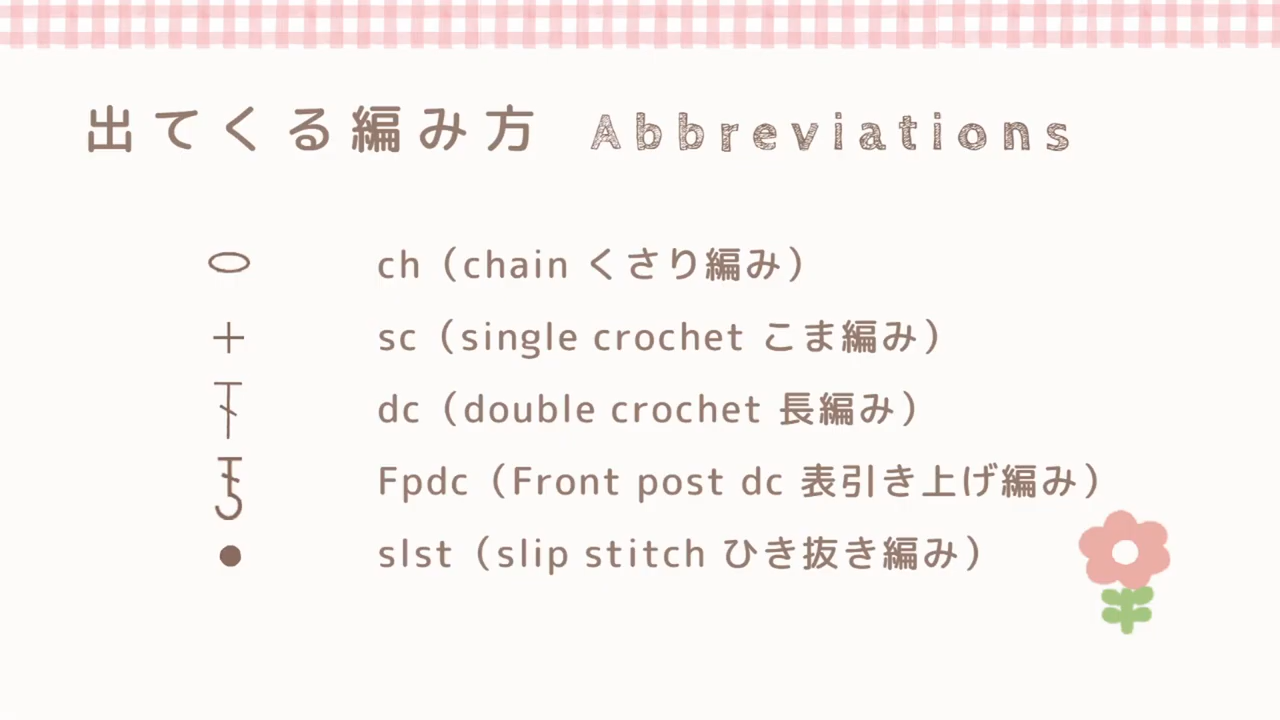 出てくる編み方 Abbreviations
ch（chain くさり編み）
sc（single crochet こま編み）
dc（double crochet 長編み）
Fpdc（Front post dc 表引き上げ編み）
slst（slip stitch ひき抜き編み）